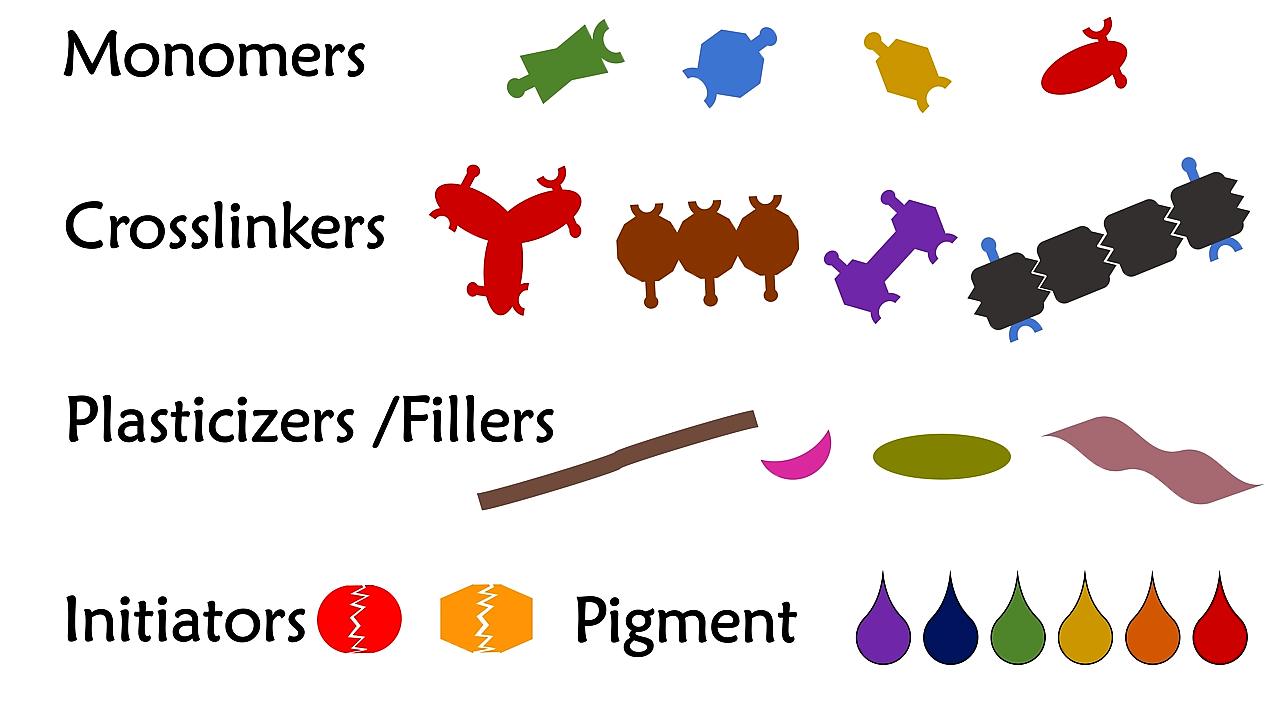 Monomers
Crosslinkers
Plasticizers /Fillers
Initiators
Pigment